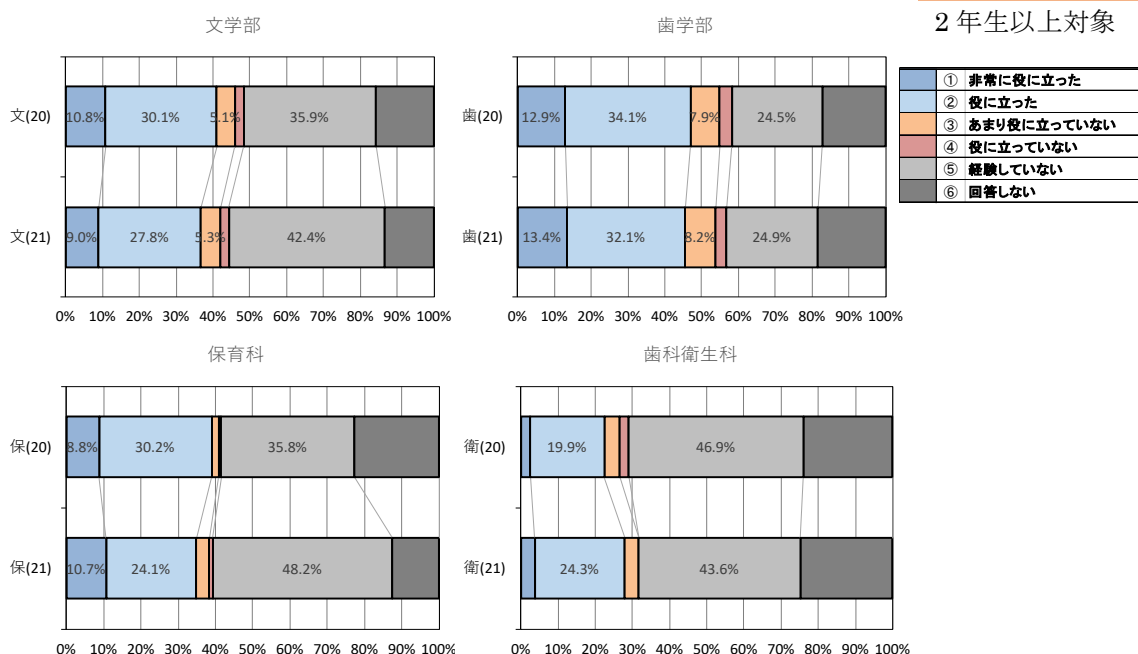 2 年生以上対象
① 非常に役に立った
② 役に立った
③ あまり役に立っていない
④ 役に立っていない
⑤ 経験していない
⑥ 回答しない
文学部
文(20)
10.8% 30.1% 5.1% 35.9%
文(21)
9.0% 27.8% 5.3% 42.4%
0% 10% 20% 30% 40% 50% 60% 70% 80% 90% 100%
歯学部
歯(20)
12.9% 34.1% 7.9% 24.5%
歯(21)
13.4% 32.1% 8.2% 24.9%
0% 10% 20% 30% 40% 50% 60% 70% 80% 90% 100%
保育科
保(20)
8.8% 30.2% 35.8%
保(21)
10.7% 24.1% 48.2%
0% 10% 20% 30% 40% 50% 60% 70% 80% 90% 100%
歯科衛生科
衛(20)
19.9% 46.9%
衛(21)
24.3% 43.6%
0% 10% 20% 30% 40% 50% 60% 70% 80% 90% 100%